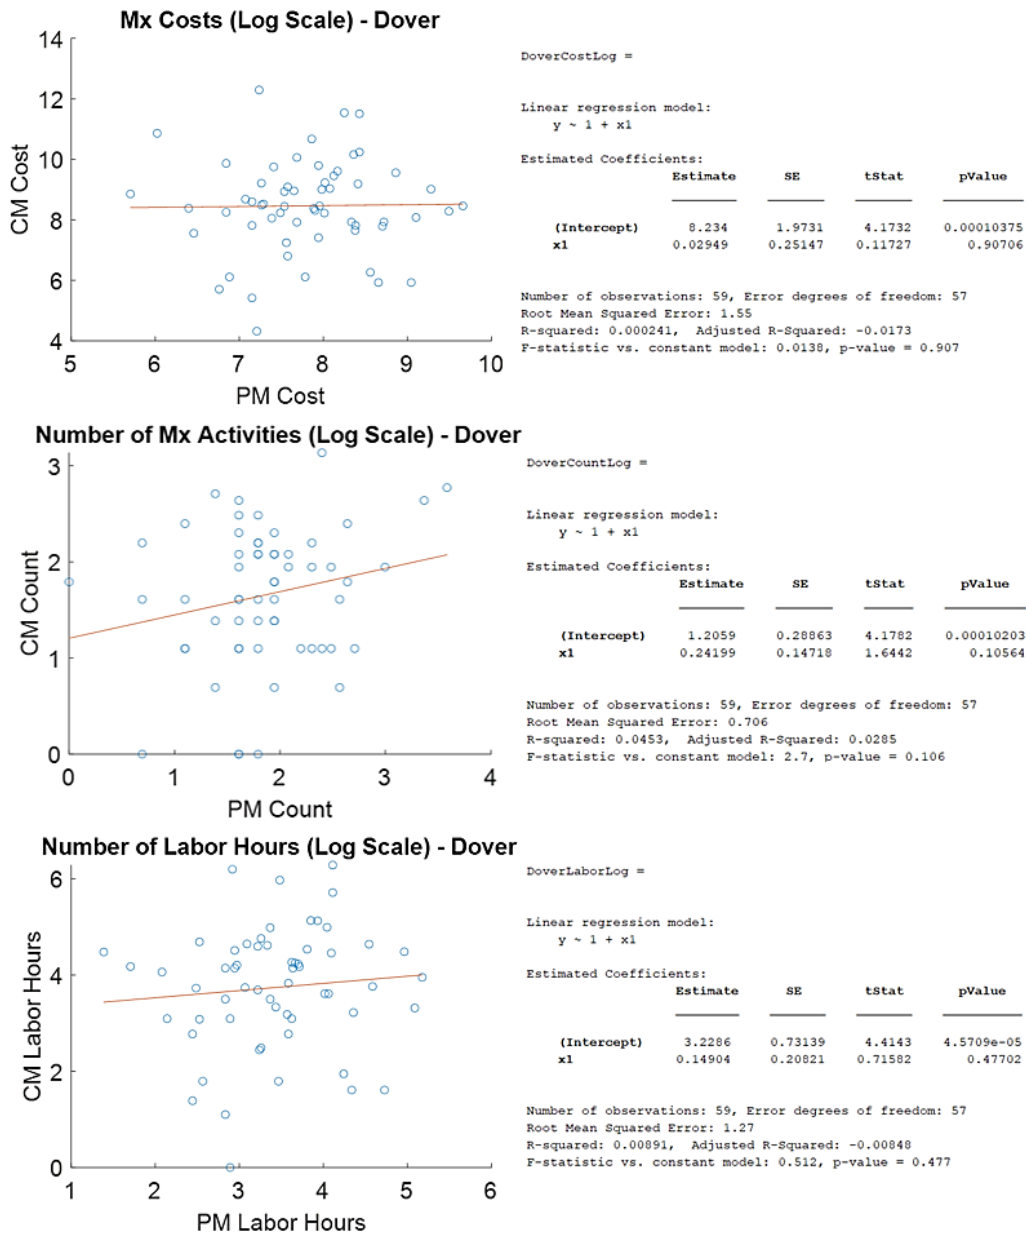 Mx Costs (Log Scale) - Dover
14
12
10
8
6
4
CM Cost
5 6 7 8 9 10
PM Cost
DoverCostLog =
Linear regression model:
y ~ 1 + x1
Estimated Coefficients:
Estimate SE tStat pValue
(Intercept) 8.234 1.9731 4.1732 0.00010375
x1 0.02949 0.25147 0.11727 0.90706
Number of observations: 59, Error degrees of freedom: 57
Root Mean Squared Error: 1.55
R-squared: 0.000241, Adjusted R-Squared: -0.0173
F-statistic vs. constant model: 0.0138, p-value = 0.907
Number of Mx Activities (Log Scale) - Dover
3
2
1
0
CM Count
0 1 2 3 4
PM Count
DoverCountLog =
Linear regression model:
y ~ 1 + x1
Estimated Coefficients:
Estimate SE tStat pValue
(Intercept) 1.2059 0.28863 4.1782 0.00010203
x1 0.24199 0.14718 1.6442 0.10564
Number of observations: 59, Error degrees of freedom: 57
Root Mean Squared Error: 0.706
R-squared: 0.0453, Adjusted R-Squared: 0.0285
F-statistic vs. constant model: 2.7, p-value = 0.106
Number of Labor Hours (Log Scale) - Dover
6
4
2
0
CM Labor Hours
1 2 3 4 5 6
PM Labor Hours
DoverLaborLog =
Linear regression model:
y ~ 1 + x1
Estimated Coefficients:
Estimate SE tStat pValue
(Intercept) 3.2286 0.73139 4.4143 4.5709e-05
x1 0.14904 0.20821 0.71582 0.47702
Number of observations: 59, Error degrees of freedom: 57
Root Mean Squared Error: 1.27
R-squared: 0.00891, Adjusted R-Squared: -0.00848
F-statistic vs. constant model: 0.512, p-value = 0.477